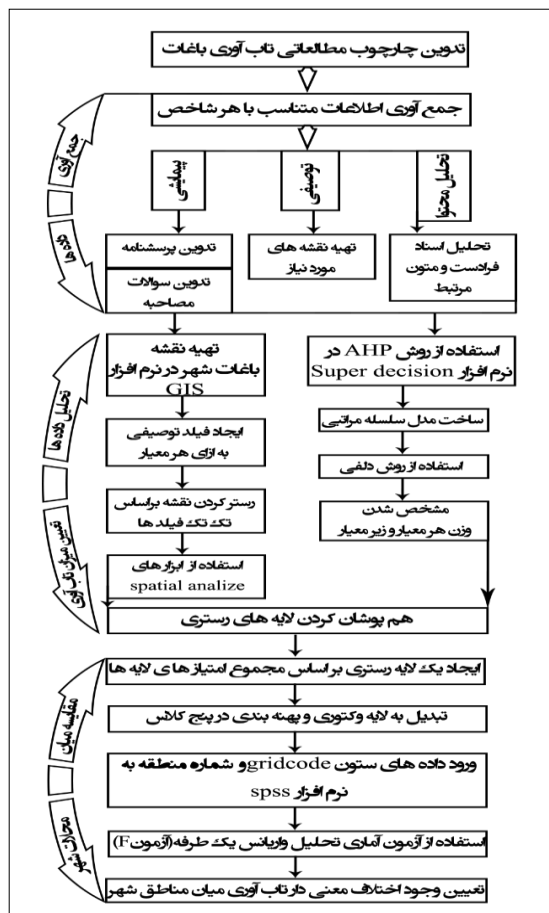 تدوین چارچوب مطالعاتی تاب آوری باغات
جمع آوری اطلاعات متناسب با هر شاخص
جمع آوری
داده ها
پیمایشی
توصیفی
تحلیل محتوا
تدوین پرسشنامه
تدوین سوالات
مصاحبه
تهیه نقشه های
مورد نیاز
تحلیل اسناد
فرادست و متون
مرتبط
تحلیل داده ها
تعیین میزان تاب آوری
تهیه نقشه
باغات شهر در نرم افزار
GIS
ایجاد فیلد توصیفی
به ازای هر معیار
رستر کردن نقشه براساس
تک تک فیلد ها
استفاده از ابزارهای
spatial analize
استفاده از روش AHP در
نرم افزار Super decision
ساخت مدل سلسله مراتبی
استفاده از روش دلفی
مشخص شدن
وزن هر معیار و زیر معیار
هم پوشان کردن لایه های رستری
مقایسه میان
محلات شهر
ایجاد یک لایه رستری بر اساس مجموع امتیاز های لایه ها
تبدیل به لایه وکتوری و پهنه بندی در پنج کلاس
ورود داده های ستون gridcode و شماره منطقه به
نرم افزار spss
استفاده از آزمون آماری تحلیل واریانس یک طرفه (آزمون F)
تعیین وجود اختلاف معنی دار تاب آوری میان مناطق شهر